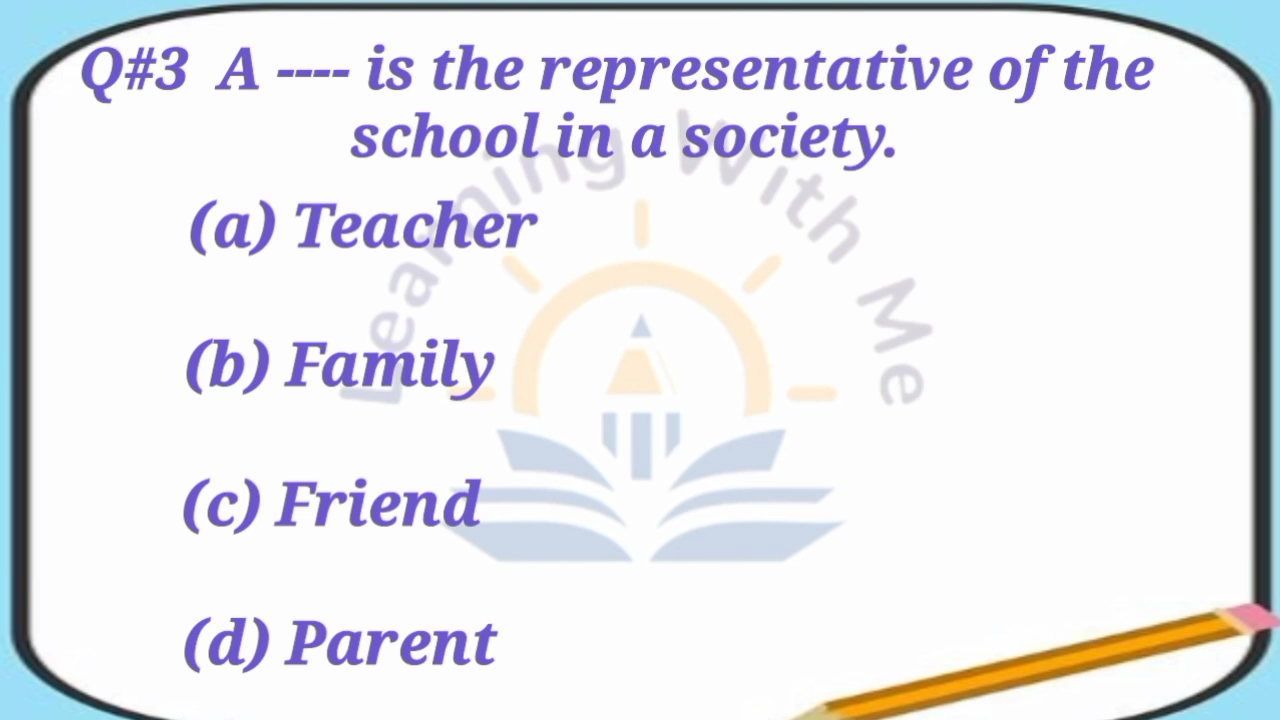 Q#3 A ---- is the representative of the
school in a society.
(a) Teacher
(b) Family
(c) Friend
(d) Parent
Learning With Me